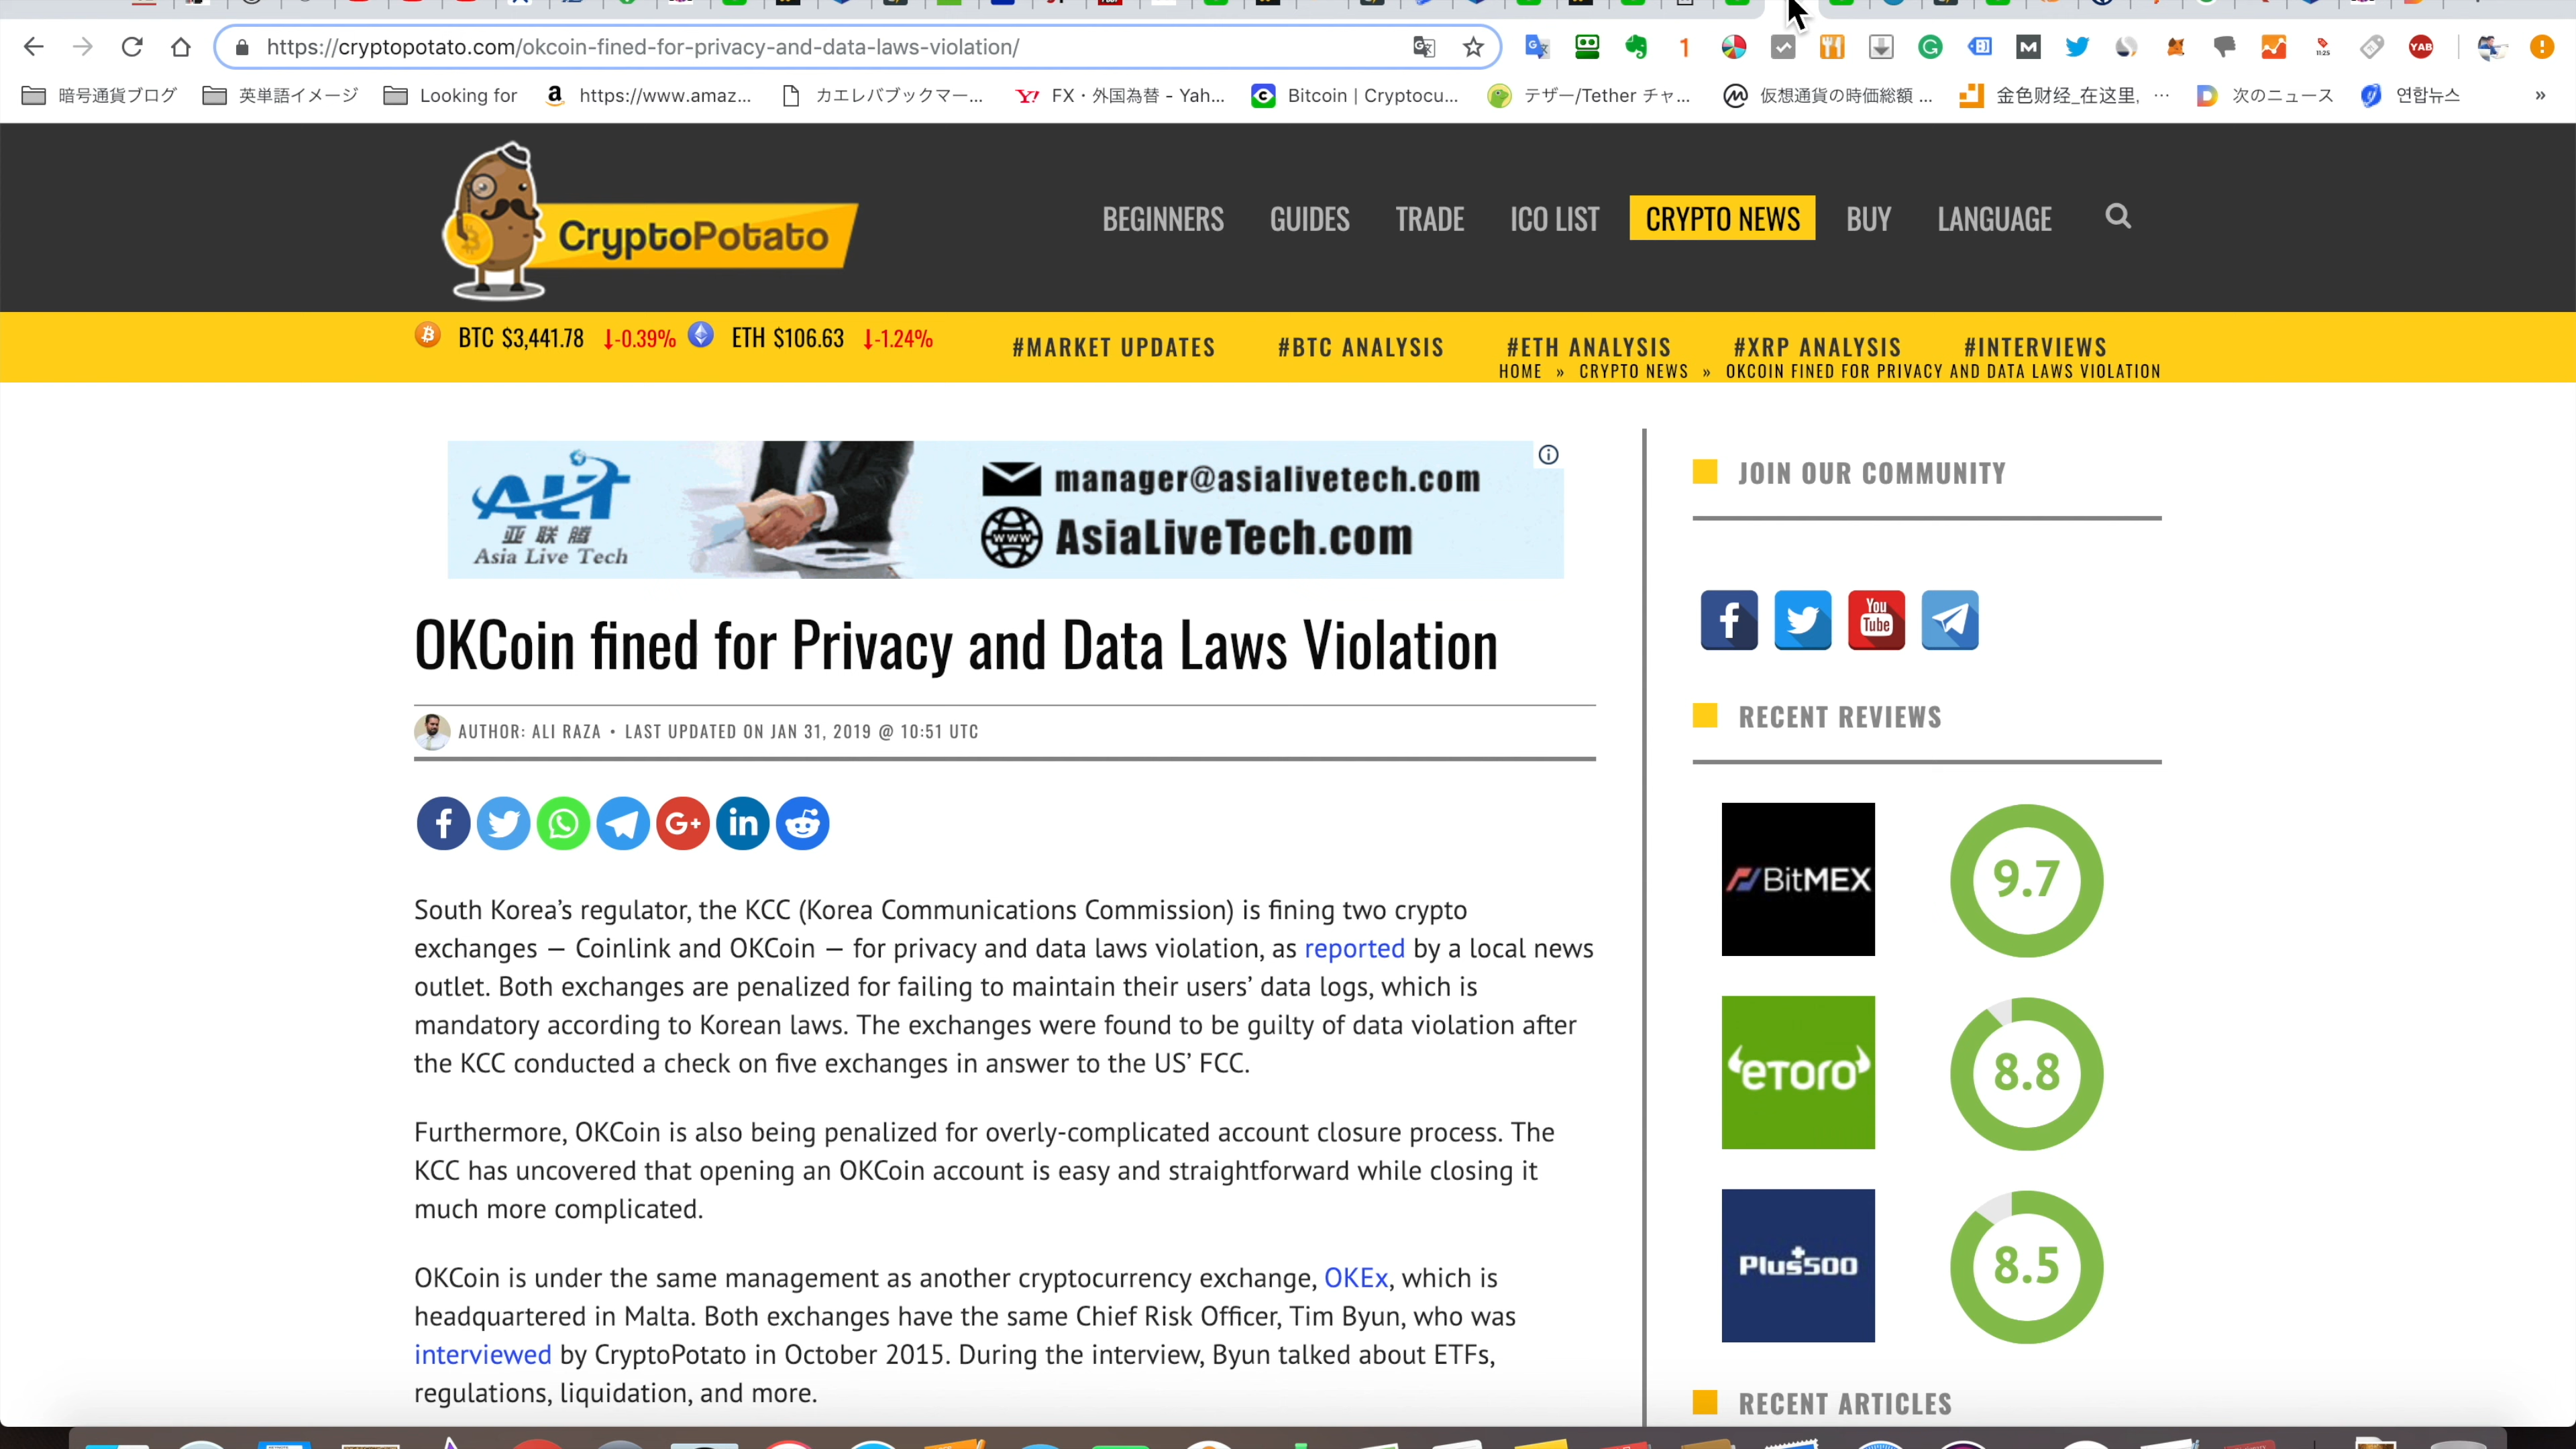 https://cryptopotato.com/okcoin-fined-for-privacy-and-data-laws-violation/
暗号通貨ブログ 英単語イメージ Looking for https://www.amaz... カエレバブックマー... FX・外国為替 - Yah... Bitcoin | Cryptocu... テザー/Tether チャ... 仮想通貨の時価総額 ... 金色财经_在这里, ... 次のニュース 연합뉴스 »
CryptoPotato
BEGINNERS GUIDES TRADE ICO LIST CRYPTO NEWS BUY LANGUAGE
BTC $3,441.78 ↓-0.39% ETH $106.63 ↓-1.24%
#MARKET UPDATES #BTC ANALYSIS #ETH ANALYSIS #XRP ANALYSIS #INTERVIEWS
HOME » CRYPTO NEWS » OKCOIN FINED FOR PRIVACY AND DATA LAWS VIOLATION
ALT
亚联腾
Asia Live Tech
manager@asialivetech.com
www AsiaLiveTech.com
OKCoin fined for Privacy and Data Laws Violation
AUTHOR: ALI RAZA • LAST UPDATED ON JAN 31, 2019 @ 10:51 UTC
South Korea’s regulator, the KCC (Korea Communications Commission) is fining two crypto
exchanges — Coinlink and OKCoin — for privacy and data laws violation, as reported by a local news
outlet. Both exchanges are penalized for failing to maintain their users’ data logs, which is
mandatory according to Korean laws. The exchanges were found to be guilty of data violation after
the KCC conducted a check on five exchanges in answer to the US’ FCC.
Furthermore, OKCoin is also being penalized for overly-complicated account closure process. The
KCC has uncovered that opening an OKCoin account is easy and straightforward while closing it
much more complicated.
OKCoin is under the same management as another cryptocurrency exchange, OKEx, which is
headquartered in Malta. Both exchanges have the same Chief Risk Officer, Tim Byun, who was
interviewed by CryptoPotato in October 2015. During the interview, Byun talked about ETFs,
regulations, liquidation, and more.
JOIN OUR COMMUNITY
You
Tube
RECENT REVIEWS
BitMEX 9.7
eToro 8.8
Plus500 8.5
RECENT ARTICLES